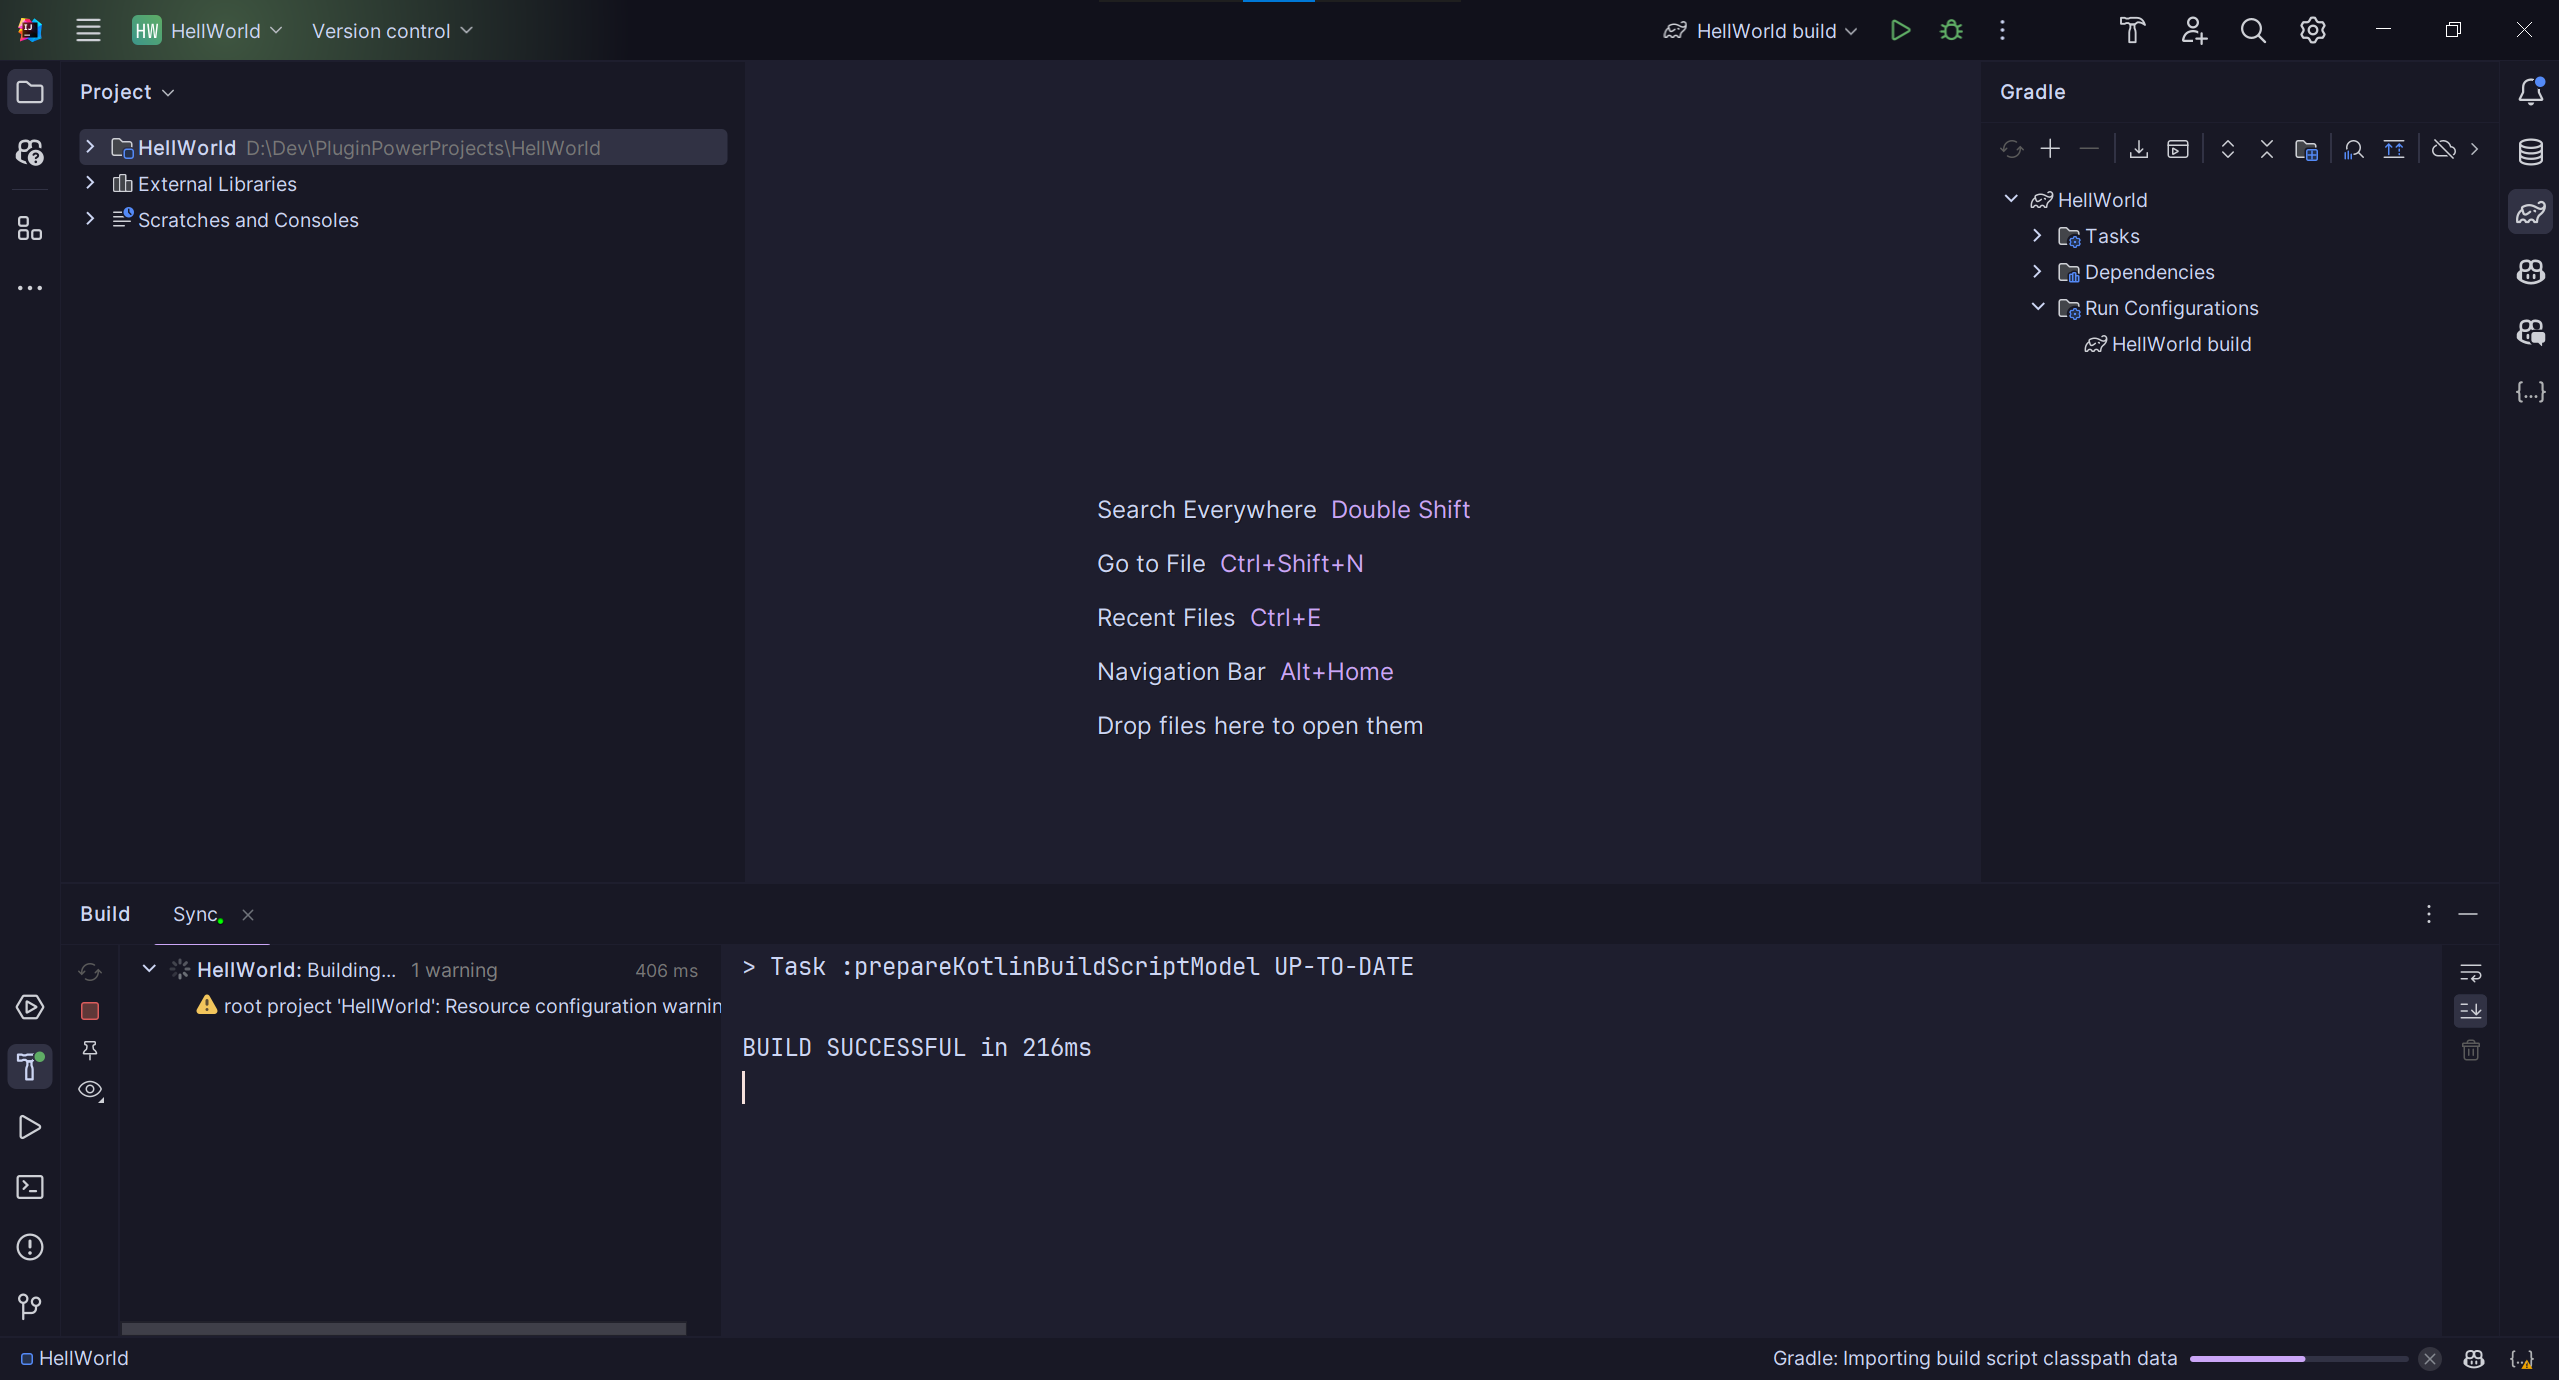 HW HellWorld Version control HellWorld build
Project
HellWorld D:\Dev\PluginPowerProjects\HellWorld
External Libraries
Scratches and Consoles
Search Everywhere Double Shift
Go to File Ctrl+Shift+N
Recent Files Ctrl+E
Navigation Bar Alt+Home
Drop files here to open them
Gradle
HellWorld
Tasks
Dependencies
Run Configurations
HellWorld build
Build Sync
HellWorld: Building... 1 warning 406 ms
root project 'HellWorld': Resource configuration warnin
> Task :prepareKotlinBuildScriptModel UP-TO-DATE
BUILD SUCCESSFUL in 216ms
HellWorld Gradle: Importing build script classpath data